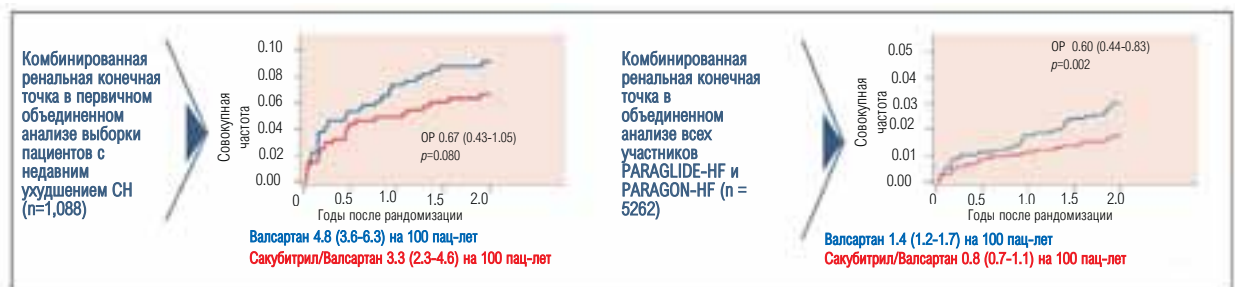 Комбинированная
ренальная конечная
точка в первичном
объединенном
анализе выборки
пациентов с
недавним
ухудшением СН
(n=1,088)
Совокупная
частота
0.10
0.08
0.06
0.04
0.02
0.00
ОР 0.67 (0.43-1.05)
p=0.080
0
0.5
1.0
1.5
2.0
Годы после рандомизации
Валсартан 4.8 (3.6-6.3) на 100 пац-лет
Сакубитрил/Валсартан 3.3 (2.3-4.6) на 100 пац-лет
Комбинированная
ренальная конечная
точка в
объединенном
анализе всех
участников
PARAGLIDE-HF и
PARAGON-HF (n =
5262)
Совокупная
частота
0.05
0.04
0.03
0.02
0.01
0.00
ОР 0.60 (0.44-0.83)
p=0.002
0
0.5
1.0
1.5
2.0
Годы после рандомизации
Валсартан 1.4 (1.2-1.7) на 100 пац-лет
Сакубитрил/Валсартан 0.8 (0.7-1.1) на 100 пац-лет